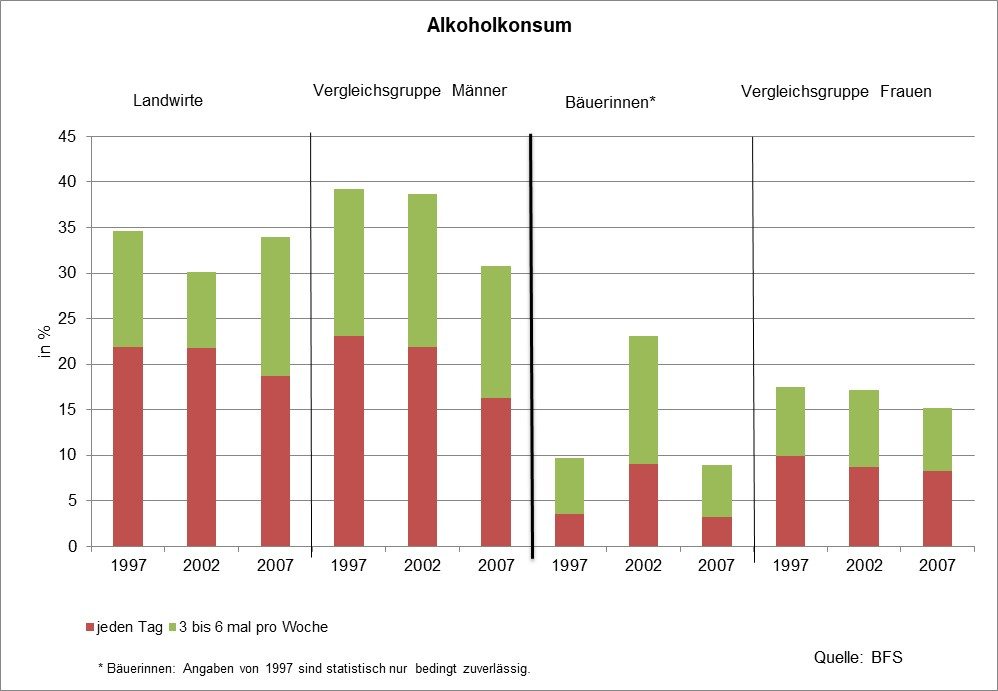 Alkoholkonsum
Landwirte
Vergleichsgruppe Männer
Bäuerinnen*
Vergleichsgruppe Frauen
45
40
35
30
25
20
15
10
5
0
in %
1997 2002 2007 1997 2002 2007 1997 2002 2007 1997 2002 2007
jeden Tag 3 bis 6 mal pro Woche
* Bäuerinnen: Angaben von 1997 sind statistisch nur bedingt zuverlässig.
Quelle: BFS